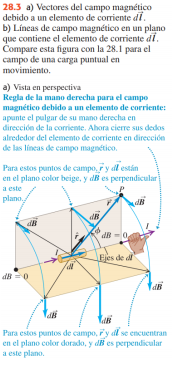 28.3 a) Vectores del campo magnético
debido a un elemento de corriente dl⃗.
b) Líneas de campo magnético en un plano
que contiene el elemento de corriente dl⃗.
Compare esta figura con la 28.1 para el
campo de una carga puntual en
movimiento.
a) Vista en perspectiva
Regla de la mano derecha para el campo
magnético debido a un elemento de corriente:
apunte el pulgar de su mano derecha en
dirección de la corriente. Ahora cierre sus dedos
alrededor del elemento de corriente en dirección
de las líneas de campo magnético.
Para estos puntos de campo, r⃗ y dl⃗ están
en el plano color beige, y dB⃗ es perpendicular
a este
plano.
P
dB⃗
r⃗
dB⃗
dB⃗
I
r̂
ϕ
dB = 0
I
Ejes de dl⃗
dl⃗
dB = 0
dB⃗
dB⃗
dB⃗
Para estos puntos de campo, r⃗ y dl⃗ se encuentran
en el plano color dorado, y dB⃗ es perpendicular
a este plano.